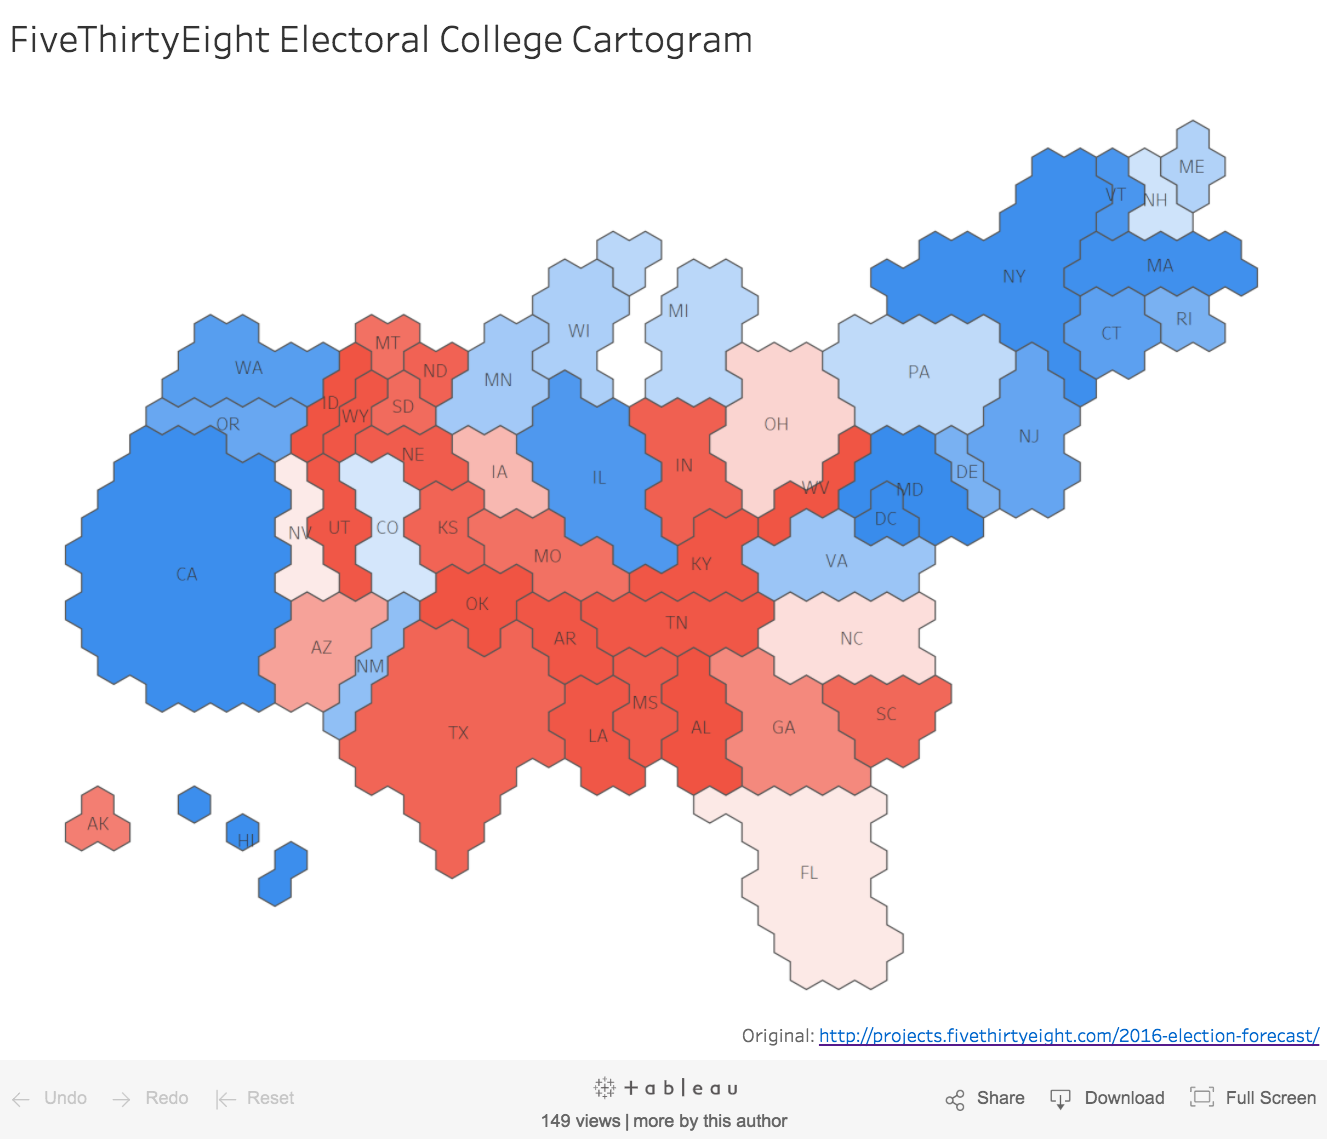 FiveThirtyEight Electoral College Cartogram
ME
VT
NH
MA
NY
RI
CT
MI
WI
MT
WA
ND
PA
MN
ID
SD
WY
OR
OH
NJ
NE
IN
IA
DE
IL
MD
WV
DC
NV
UT
CO
KS
MO
VA
KY
CA
OK
TN
AR
NC
AZ
NM
MS
SC
TX
LA
AL
GA
AK
HI
FL
Original: http://projects.fivethirtyeight.com/2016-election-forecast/
Undo Redo Reset
+ableau
149 views | more by this author
Share Download Full Screen